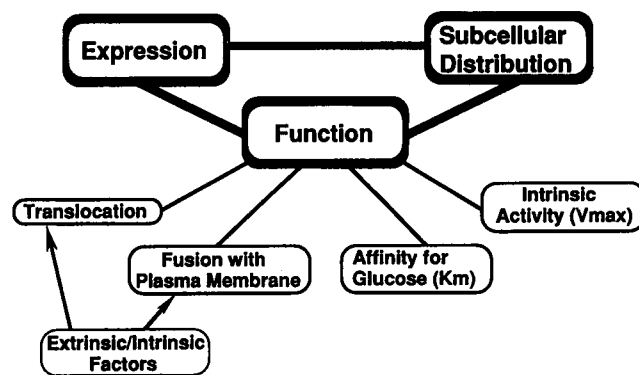 Expression
Subcellular
Distribution
Function
Translocation
Intrinsic
Activity (Vmax)
Fusion with
Plasma Membrane
Affinity for
Glucose (Km)
Extrinsic/Intrinsic
Factors